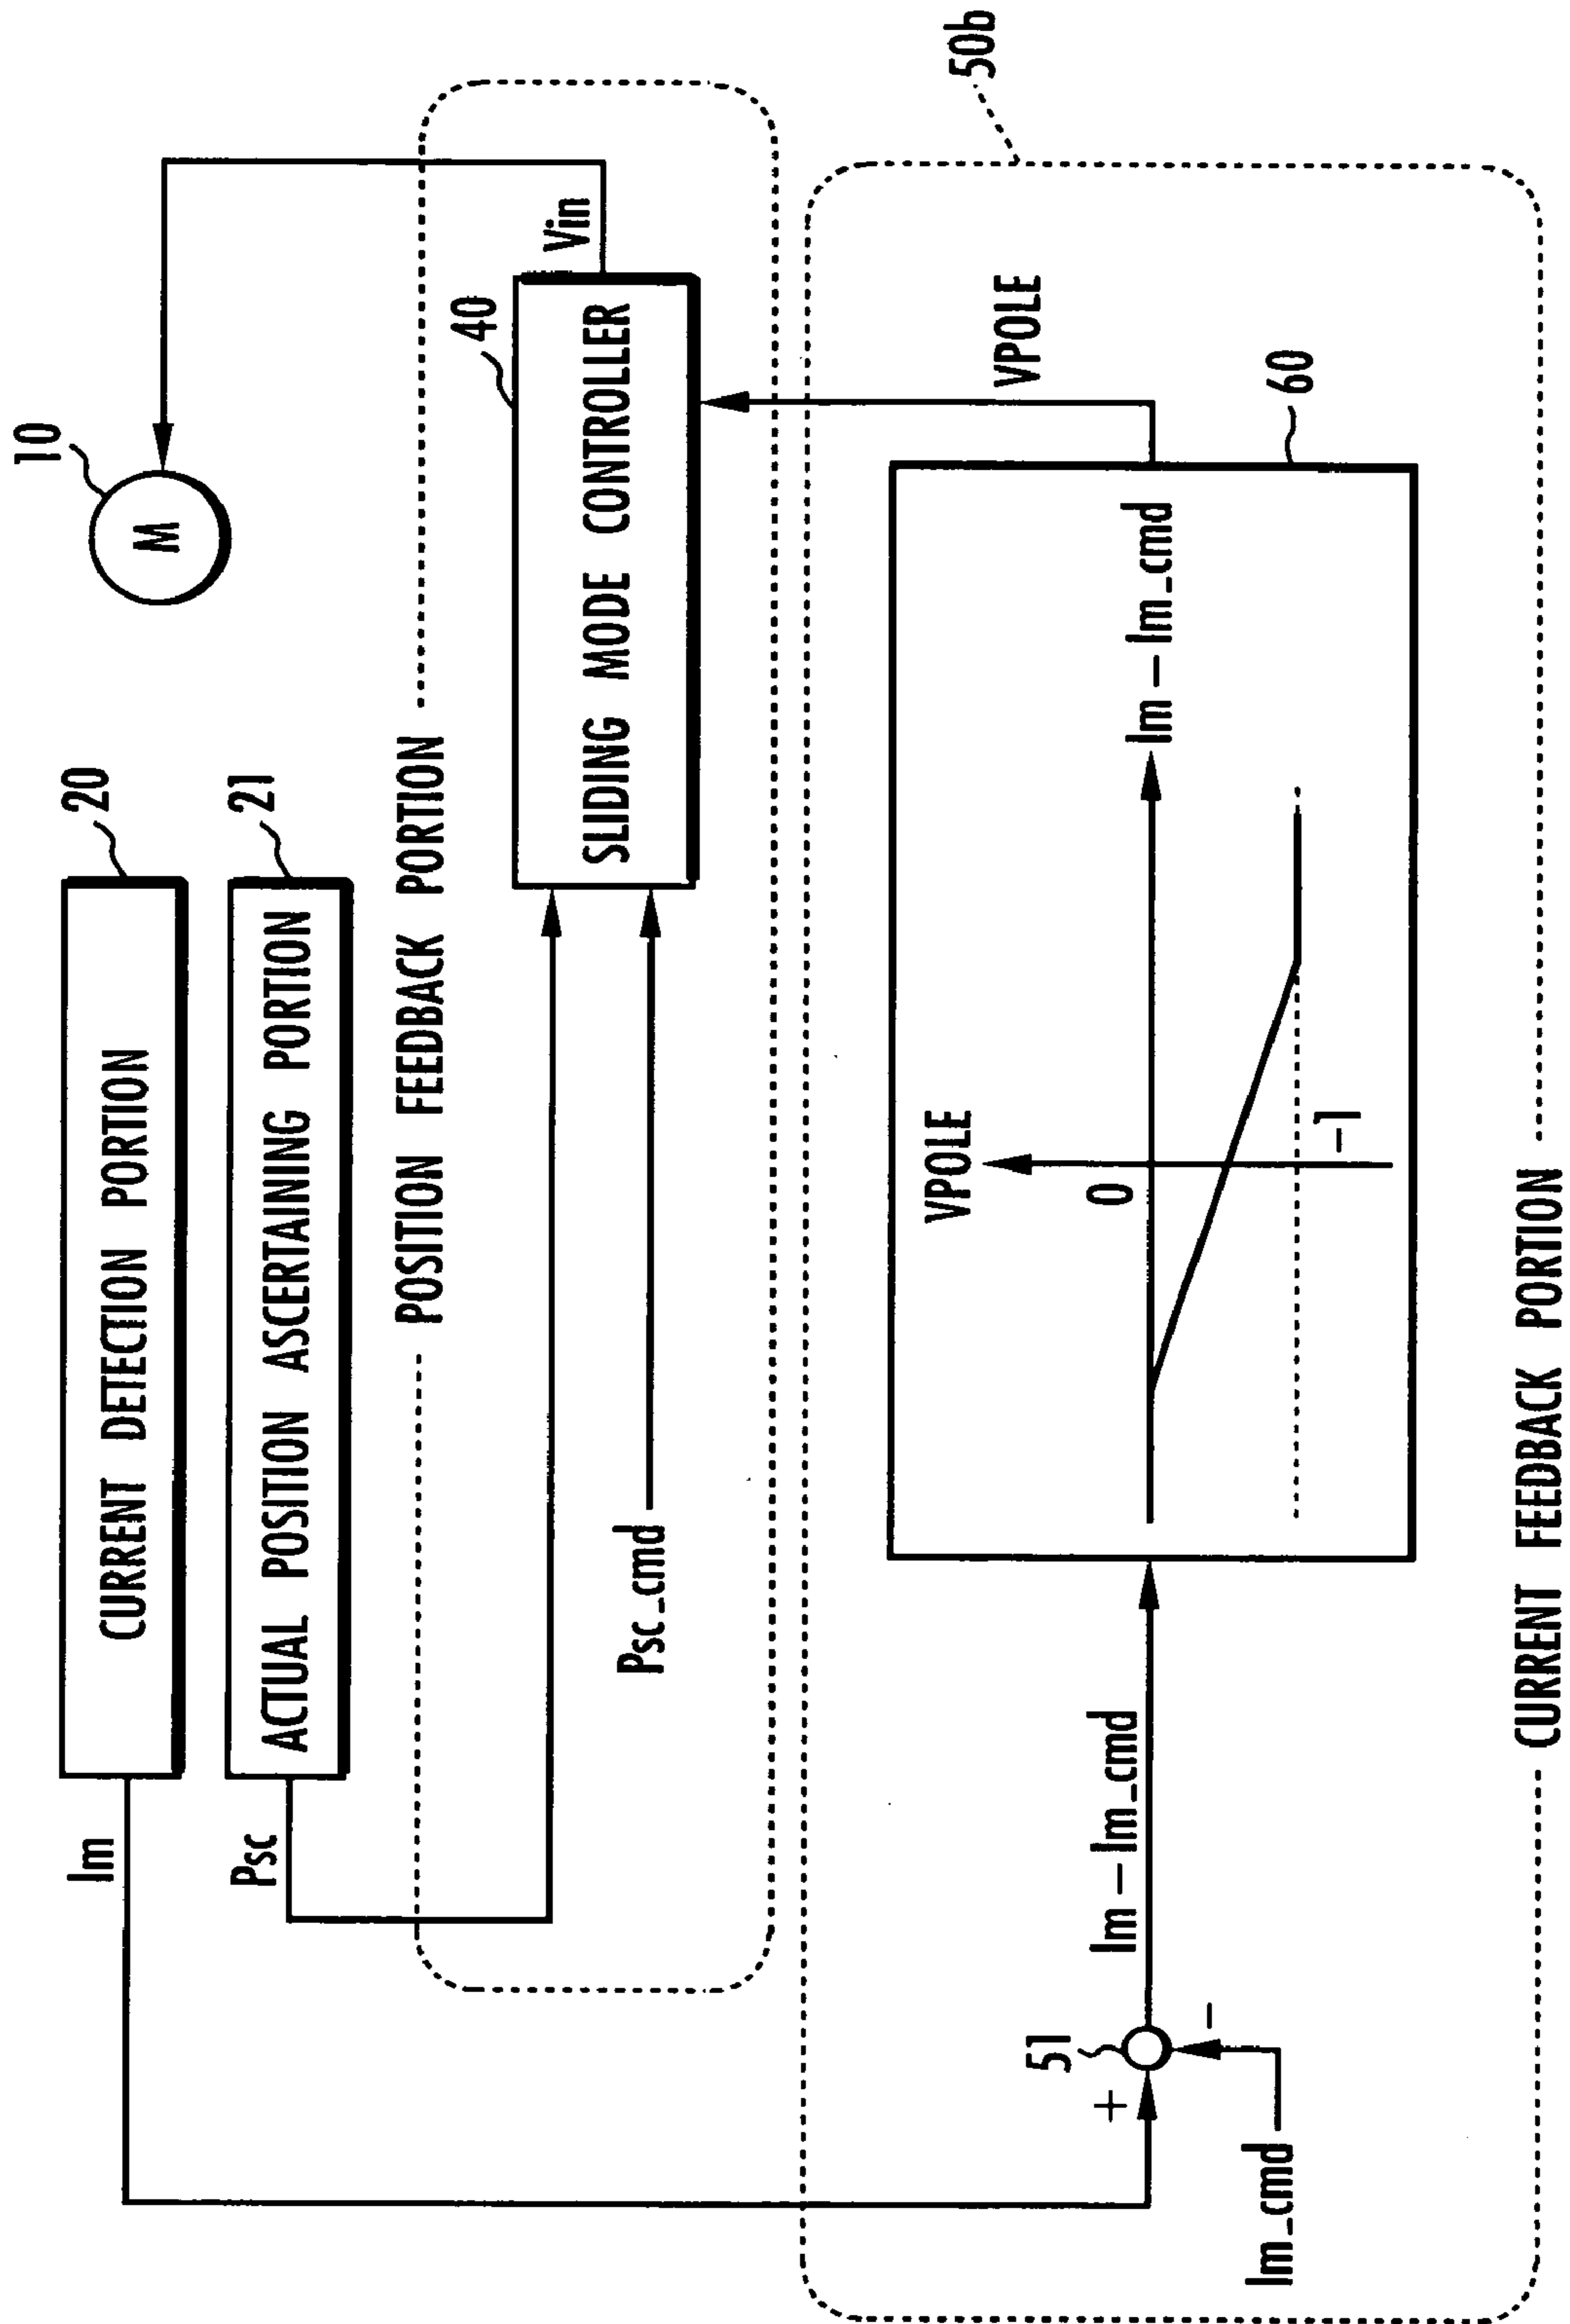 CURRENT DETECTION PORTION
20
10
M
Im
ACTUAL POSITION ASCERTAINING PORTION
21
Psc
POSITION FEEDBACK PORTION
40
SLIDING MODE CONTROLLER
Vin
Psc_cmd
50b
VPOLE
VPOLE
0
Im – Im_cmd
-1
60
51
+
–
Im – Im_cmd
Im_cmd
CURRENT FEEDBACK PORTION